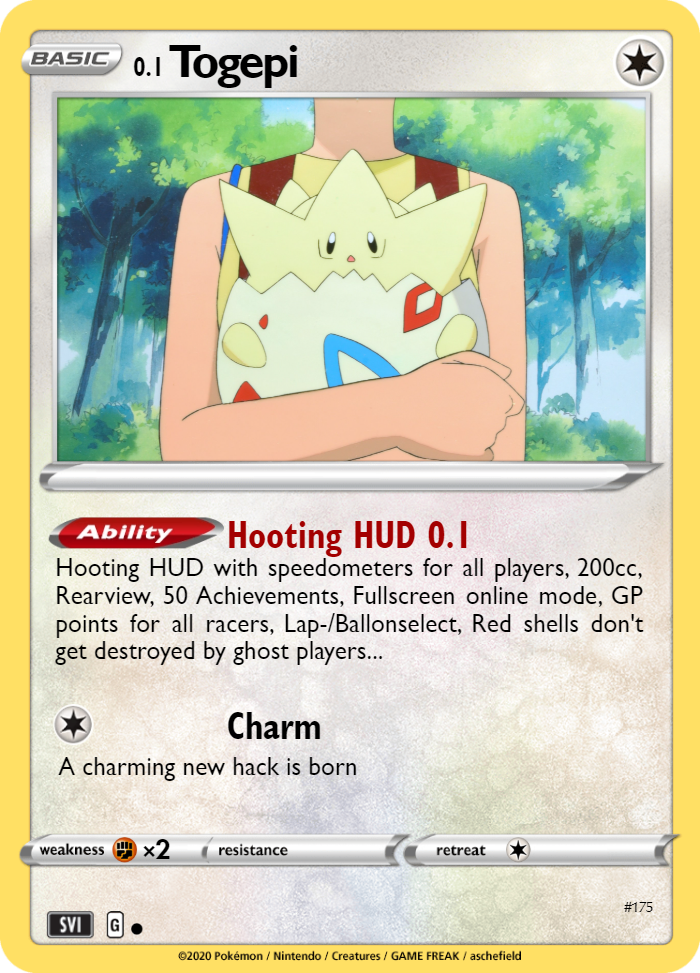 BASIC 0.1 Togepi
Ability Hooting HUD 0.1
Hooting HUD with speedometers for all players, 200cc,
Rearview, 50 Achievements, Fullscreen online mode, GP
points for all racers, Lap-/Ballonselect, Red shells don't
get destroyed by ghost players...
Charm
A charming new hack is born
weakness ×2 resistance retreat
#175
SVI G
©2020 Pokémon / Nintendo / Creatures / GAME FREAK / aschefield